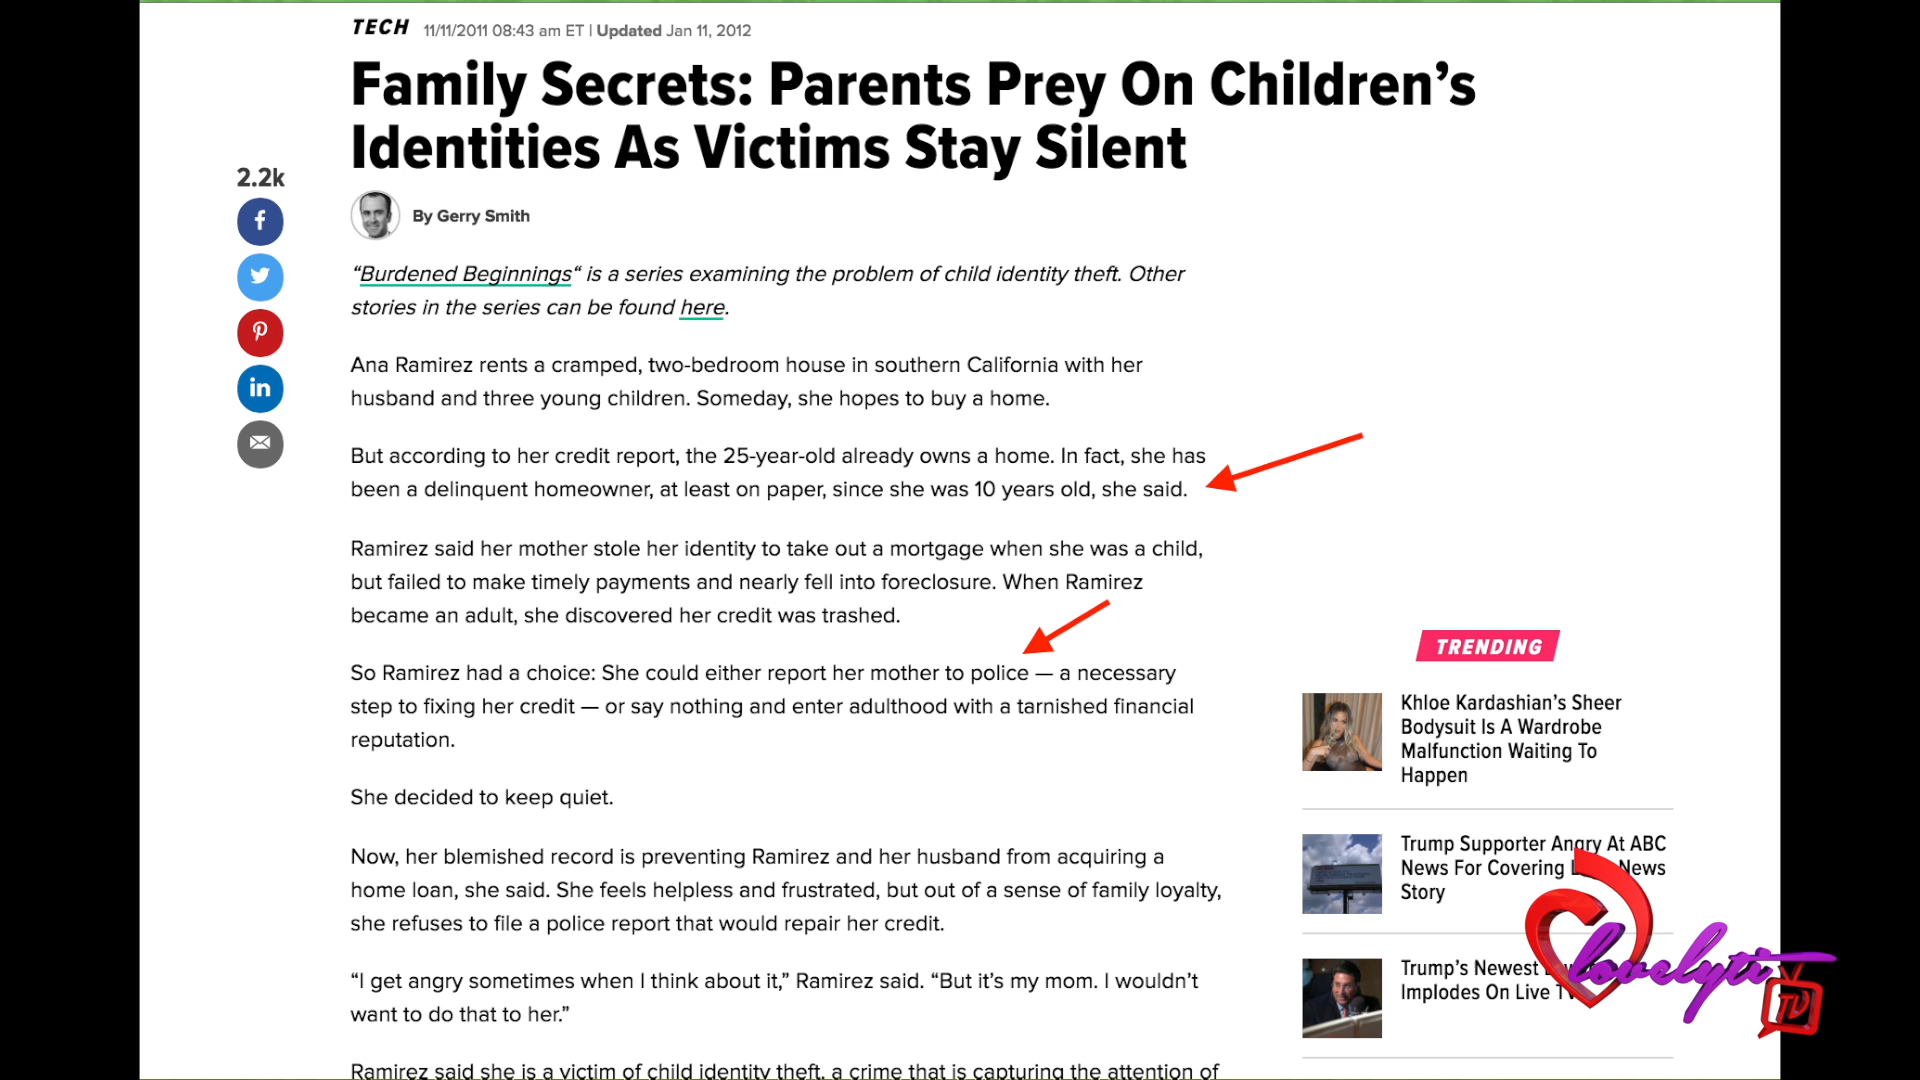 TECH 11/11/2011 08:43 am ET | Updated Jan 11, 2012
Family Secrets: Parents Prey On Children’s
Identities As Victims Stay Silent
2.2k
By Gerry Smith
“Burdened Beginnings“ is a series examining the problem of child identity theft. Other
stories in the series can be found here.
Ana Ramirez rents a cramped, two-bedroom house in southern California with her
husband and three young children. Someday, she hopes to buy a home.
But according to her credit report, the 25-year-old already owns a home. In fact, she has
been a delinquent homeowner, at least on paper, since she was 10 years old, she said.
Ramirez said her mother stole her identity to take out a mortgage when she was a child,
but failed to make timely payments and nearly fell into foreclosure. When Ramirez
became an adult, she discovered her credit was trashed.
So Ramirez had a choice: She could either report her mother to police — a necessary
step to fixing her credit — or say nothing and enter adulthood with a tarnished financial
reputation.
She decided to keep quiet.
Now, her blemished record is preventing Ramirez and her husband from acquiring a
home loan, she said. She feels helpless and frustrated, but out of a sense of family loyalty,
she refuses to file a police report that would repair her credit.
“I get angry sometimes when I think about it,” Ramirez said. “But it’s my mom. I wouldn’t
want to do that to her.”
Ramirez said she is a victim of child identity theft, a crime that is capturing the attention of
TRENDING
Khloe Kardashian’s Sheer
Bodysuit Is A Wardrobe
Malfunction Waiting To
Happen
Trump Supporter Angry At ABC
News For Covering News
Story
Trump’s Newest
Implodes On Live
lovelyti
TV